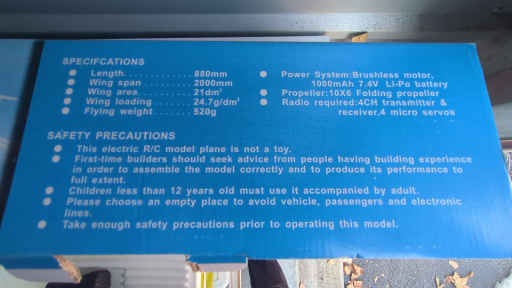 SPECIFCATIONS
● Length.............880mm
● Wing span..........2000mm
● Wing area..........21dm²
● Wing loading.......24.7g/dm²
● Flying weight.......520g
● Power System:Brushless motor,
1000mAh 7.4V Li-Po battery
● Propeller:10X6 Folding propeller
● Radio required:4CH transmitter &
receiver,4 micro servos
SAFETY PRECAUTIONS
● This electric R/C model plane is not a toy.
● First-time builders should seek advice from people having building experience
in order to assemble the model correctly and to produce its performance to
full extent.
● Children less than 12 years old must use it accompanied by adult.
● Please choose an empty place to avoid vehicle, passengers and electronic
lines.
● Take enough safety precautions prior to operating this model.